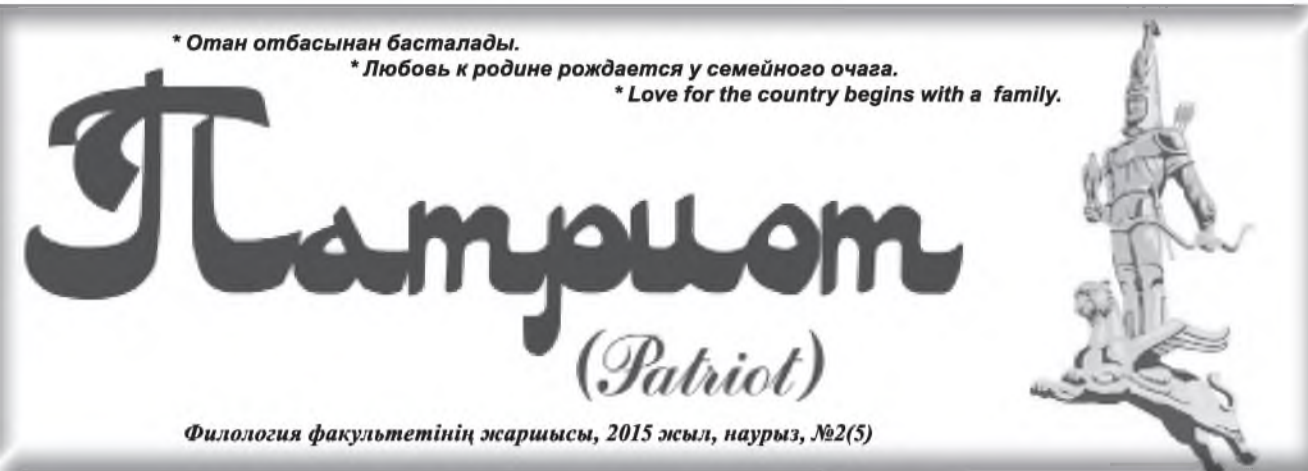 * Отан отбасынан басталады.
* Любовь к родине рождается у семейного очага.
* Love for the country begins with a family.
Патриот
(Patriot)
Филология факультетінің жаршысы, 2015 жыл, наурыз, №2(5)